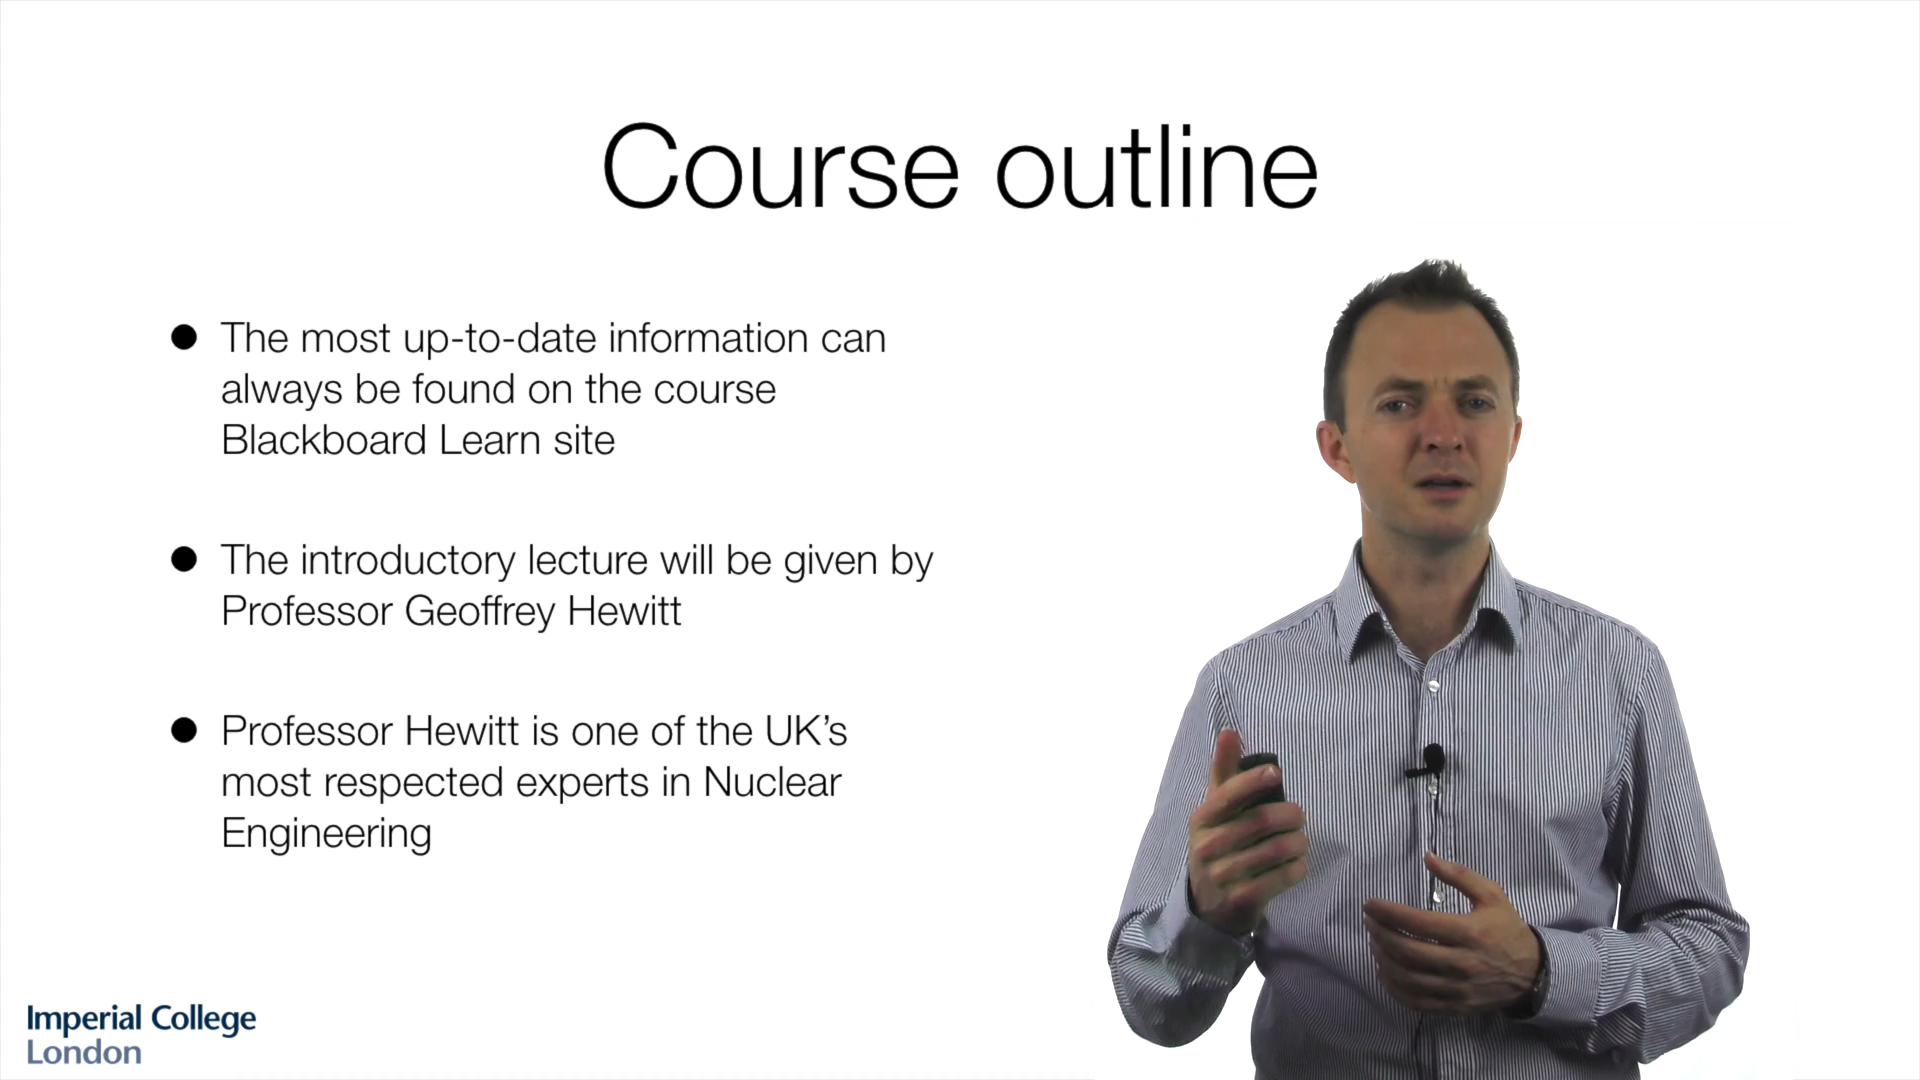 Course outline
The most up-to-date information can
always be found on the course
Blackboard Learn site
The introductory lecture will be given by
Professor Geoffrey Hewitt
Professor Hewitt is one of the UK’s
most respected experts in Nuclear
Engineering
Imperial College
London